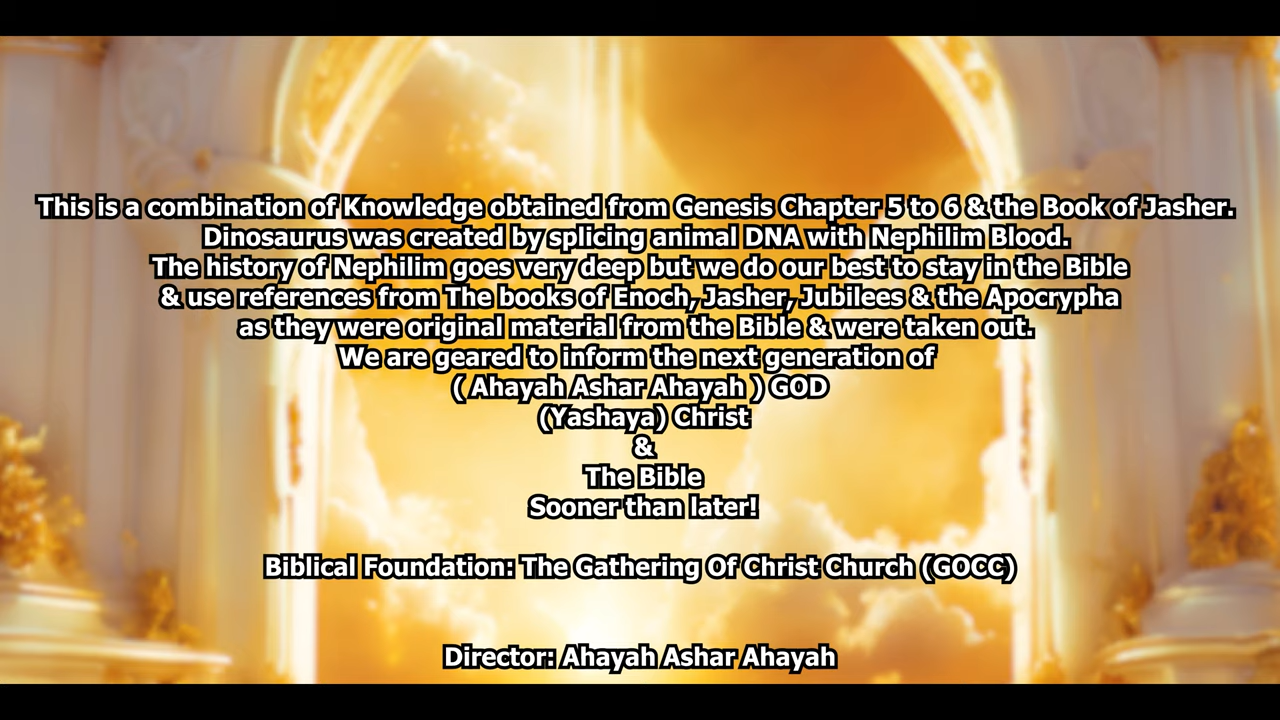 This is a combination of Knowledge obtained from Genesis Chapter 5 to 6 & the Book of Jasher.
Dinosaurus was created by splicing animal DNA with Nephilim Blood.
The history of Nephilim goes very deep but we do our best to stay in the Bible
& use references from The books of Enoch, Jasher, Jubilees & the Apocrypha
as they were original material from the Bible & were taken out.
We are geared to inform the next generation of
( Ahayah Ashar Ahayah ) GOD
(Yashaya) Christ
&
The Bible
Sooner than later!
Biblical Foundation: The Gathering Of Christ Church (GOCC)
Director: Ahayah Ashar Ahayah